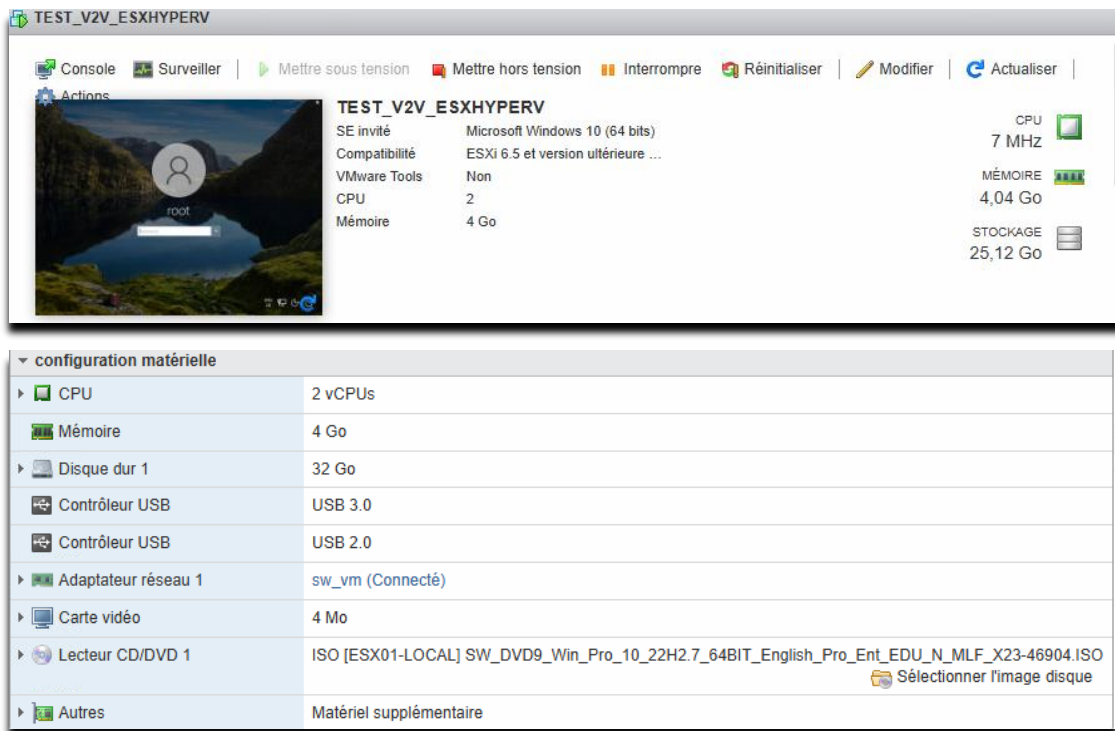 TEST_V2V_ESXHYPERV
Console Surveiller Mettre sous tension Mettre hors tension Interrompre Réinitialiser Modifier Actualiser
Actions
TEST_V2V_ESXHYPERV
SE invité Microsoft Windows 10 (64 bits)
Compatibilité ESXi 6.5 et version ultérieure ...
VMware Tools Non
CPU 2
Mémoire 4 Go
root
CPU
7 MHz
MÉMOIRE
4,04 Go
STOCKAGE
25,12 Go
configuration matérielle
CPU 2 vCPUs
Mémoire 4 Go
Disque dur 1 32 Go
Contrôleur USB USB 3.0
Contrôleur USB USB 2.0
Adaptateur réseau 1 sw_vm (Connecté)
Carte vidéo 4 Mo
Lecteur CD/DVD 1 ISO [ESX01-LOCAL] SW_DVD9_Win_Pro_10_22H2.7_64BIT_English_Pro_Ent_EDU_N_MLF_X23-46904.ISO
Sélectionner l'image disque
Autres Matériel supplémentaire